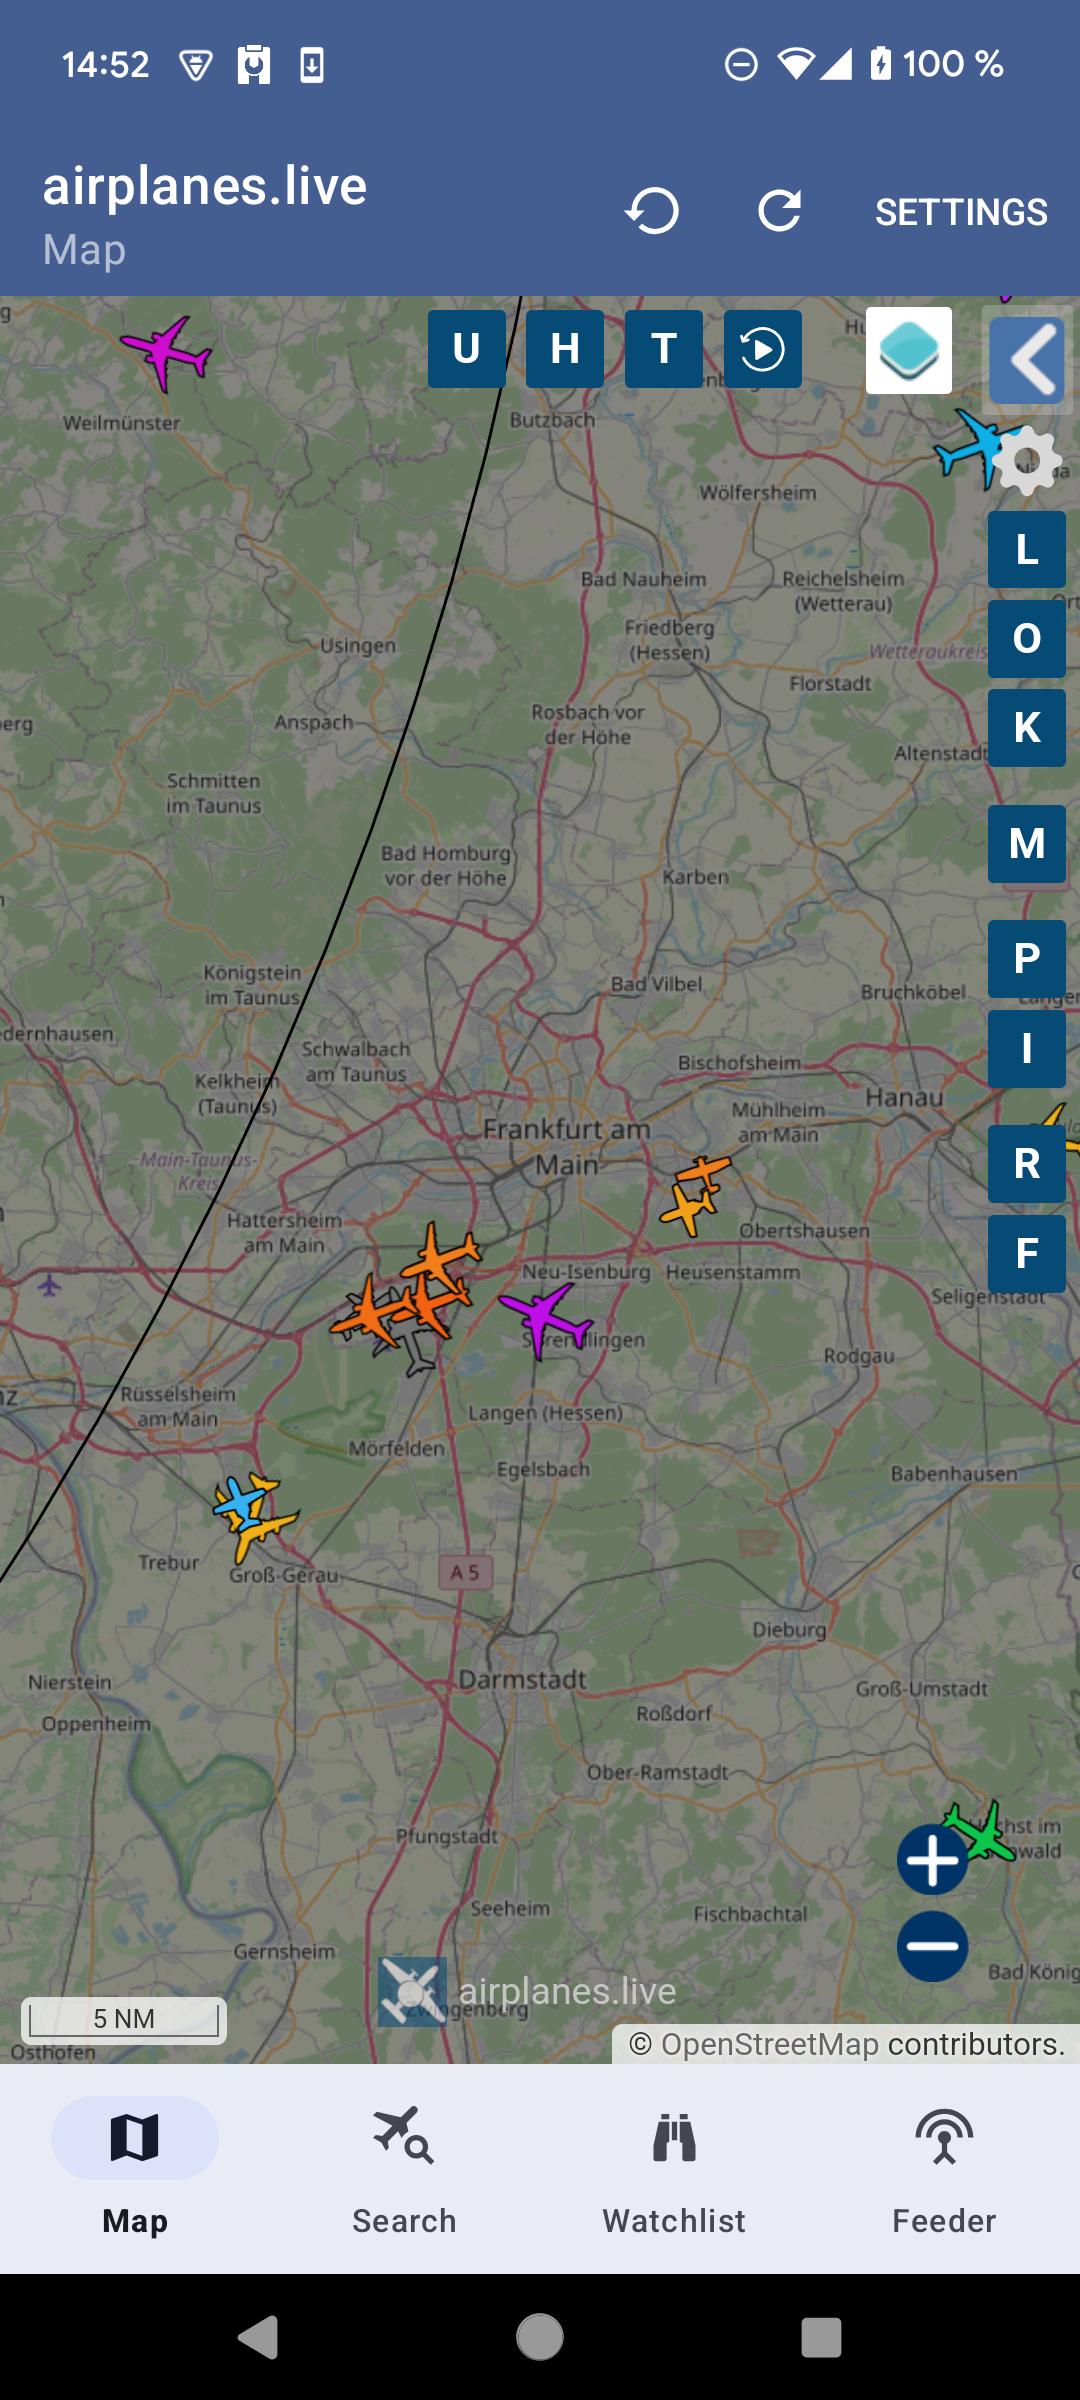 14:52
100 %
airplanes.live
Map
SETTINGS
U
H
T
Weilmünster
Butzbach
Wölfersheim
L
Bad Nauheim
Reichelsheim
(Wetterau)
O
Friedberg
(Hessen)
Usingen
Wetteraukreis
Florstadt
K
Anspach
Rosbach vor
der Höhe
Altenstadt
Schmitten
im Taunus
M
Bad Homburg
vor der Höhe
Karben
P
Königstein
im Taunus
Bad Vilbel
Bruchköbel
edernhausen
I
Schwalbach
am Taunus
Bischofsheim
Kelkheim
(Taunus)
Hanau
Mühlheim
am Main
Frankfurt am
Main
Main-Taunus-
Kreis
R
Hattersheim
am Main
Obertshausen
F
Neu-Isenburg
Heusenstamm
Seligenstadt
Rodgau
Rüsselsheim
am Main
Langen (Hessen)
Mörfelden
Egelsbach
Babenhausen
Trebur
Groß-Gerau
A 5
Dieburg
Nierstein
Darmstadt
Groß-Umstadt
Oppenheim
Roßdorf
Ober-Ramstadt
Pfungstadt
Seeheim
Fischbachtal
Gernsheim
Bad König
airplanes.live
5 NM
Osthofen
© OpenStreetMap contributors.
Map
Search
Watchlist
Feeder